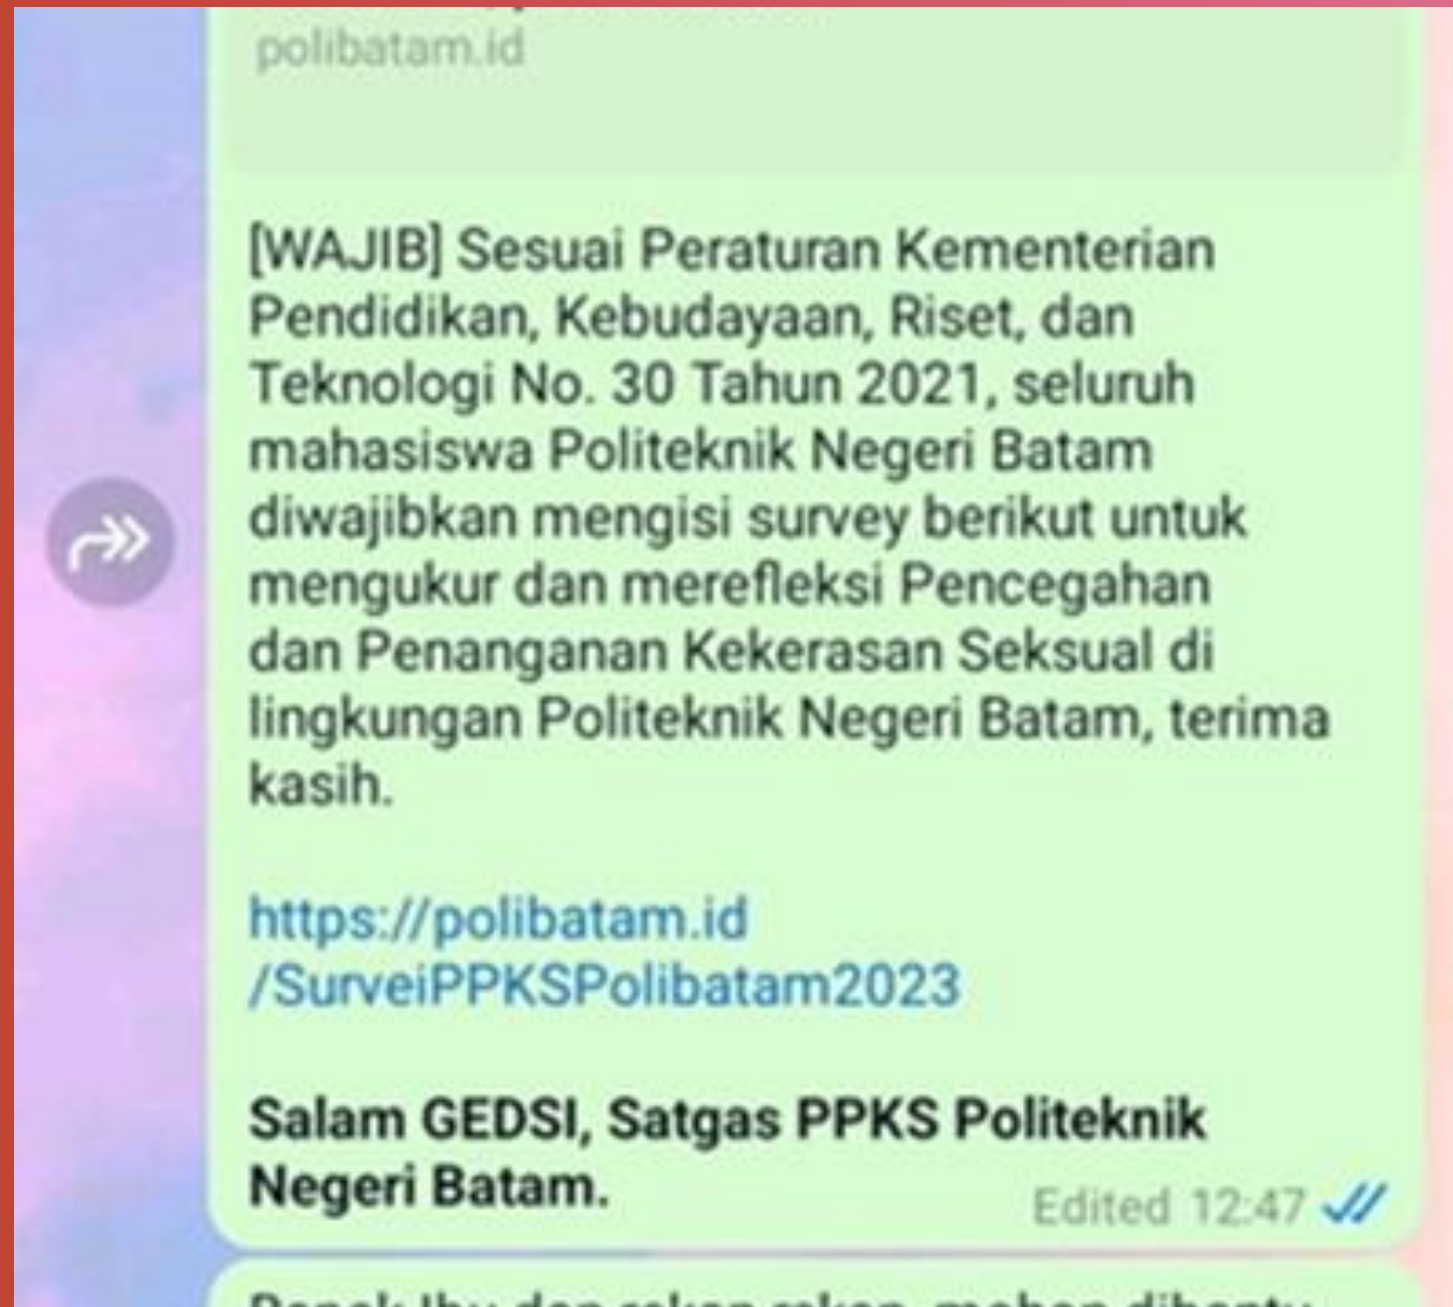 polibatam.id
[WAJIB] Sesuai Peraturan Kementerian
Pendidikan, Kebudayaan, Riset, dan
Teknologi No. 30 Tahun 2021, seluruh
mahasiswa Politeknik Negeri Batam
diwajibkan mengisi survey berikut untuk
mengukur dan merefleksi Pencegahan
dan Penanganan Kekerasan Seksual di
lingkungan Politeknik Negeri Batam, terima
kasih.
https://polibatam.id
/SurveiPPKSPolibatam2023
Salam GEDSI, Satgas PPKS Politeknik
Negeri Batam.
Edited 12:47